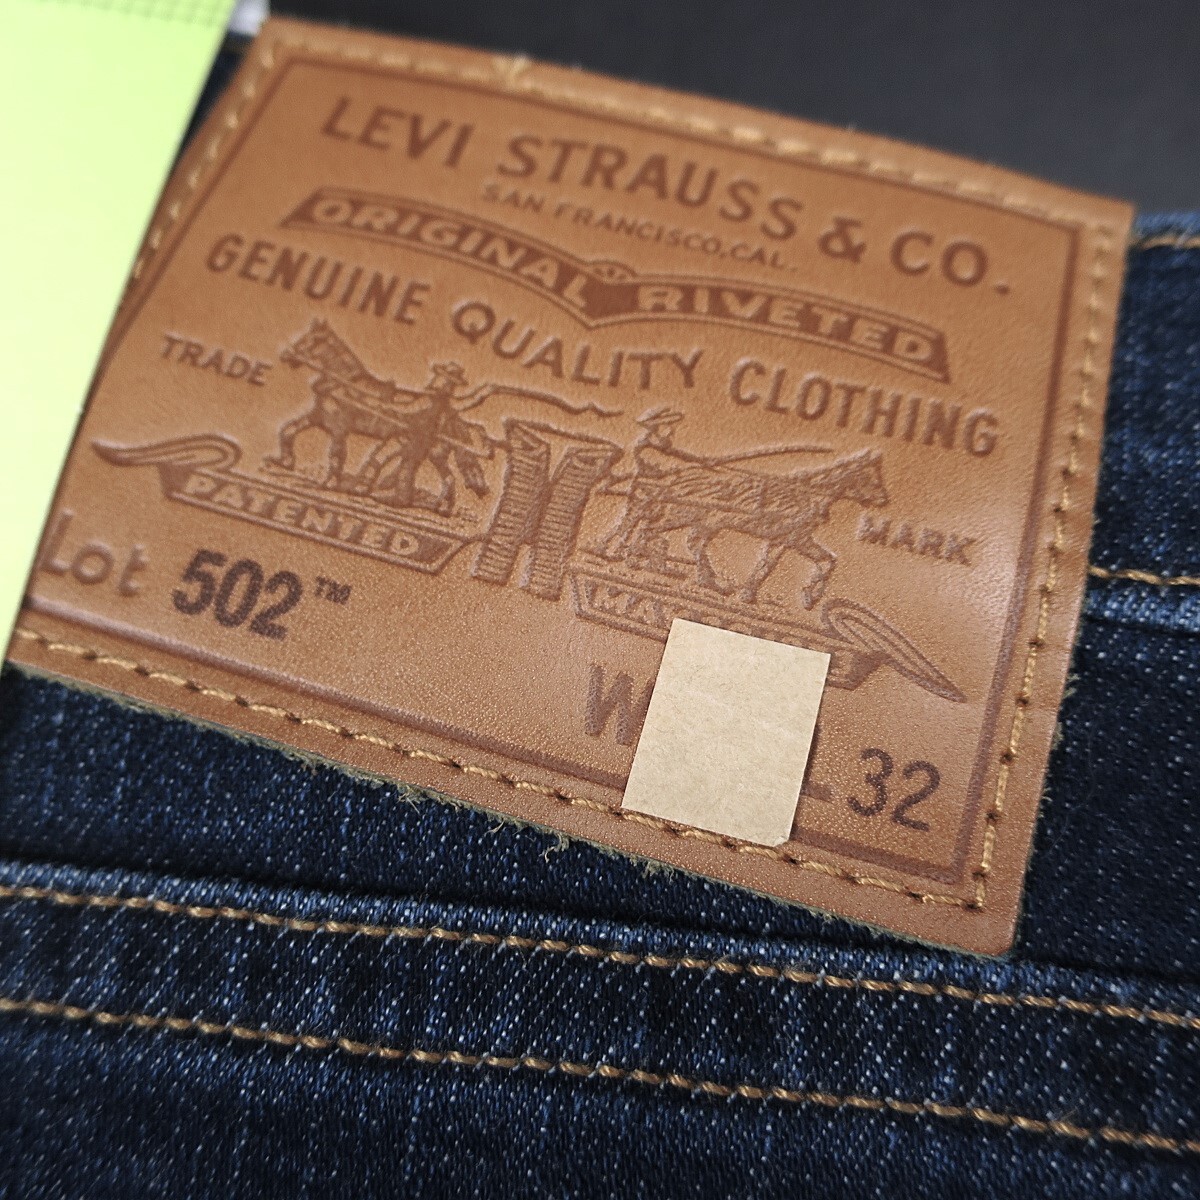 LEVI STRAUSS & CO.
SAN FRANCISCO, CAL.
ORIGINAL RIVETED
GENUINE QUALITY CLOTHING
TRADE MARK
PATENTED
Lot 502™
W
32